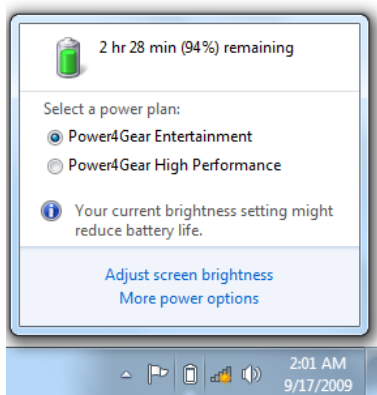 2 hr 28 min (94%) remaining
Select a power plan:
Power4Gear Entertainment
Power4Gear High Performance
Your current brightness setting might
reduce battery life.
Adjust screen brightness
More power options
2:01 AM
9/17/2009